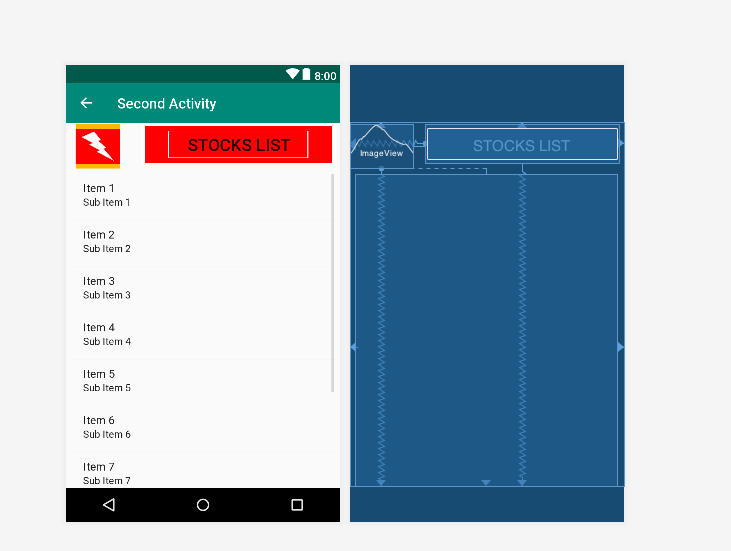 8:00
Second Activity
STOCKS LIST
Item 1
Sub Item 1
Item 2
Sub Item 2
Item 3
Sub Item 3
Item 4
Sub Item 4
Item 5
Sub Item 5
Item 6
Sub Item 6
Item 7
Sub Item 7
ImageView
STOCKS LIST